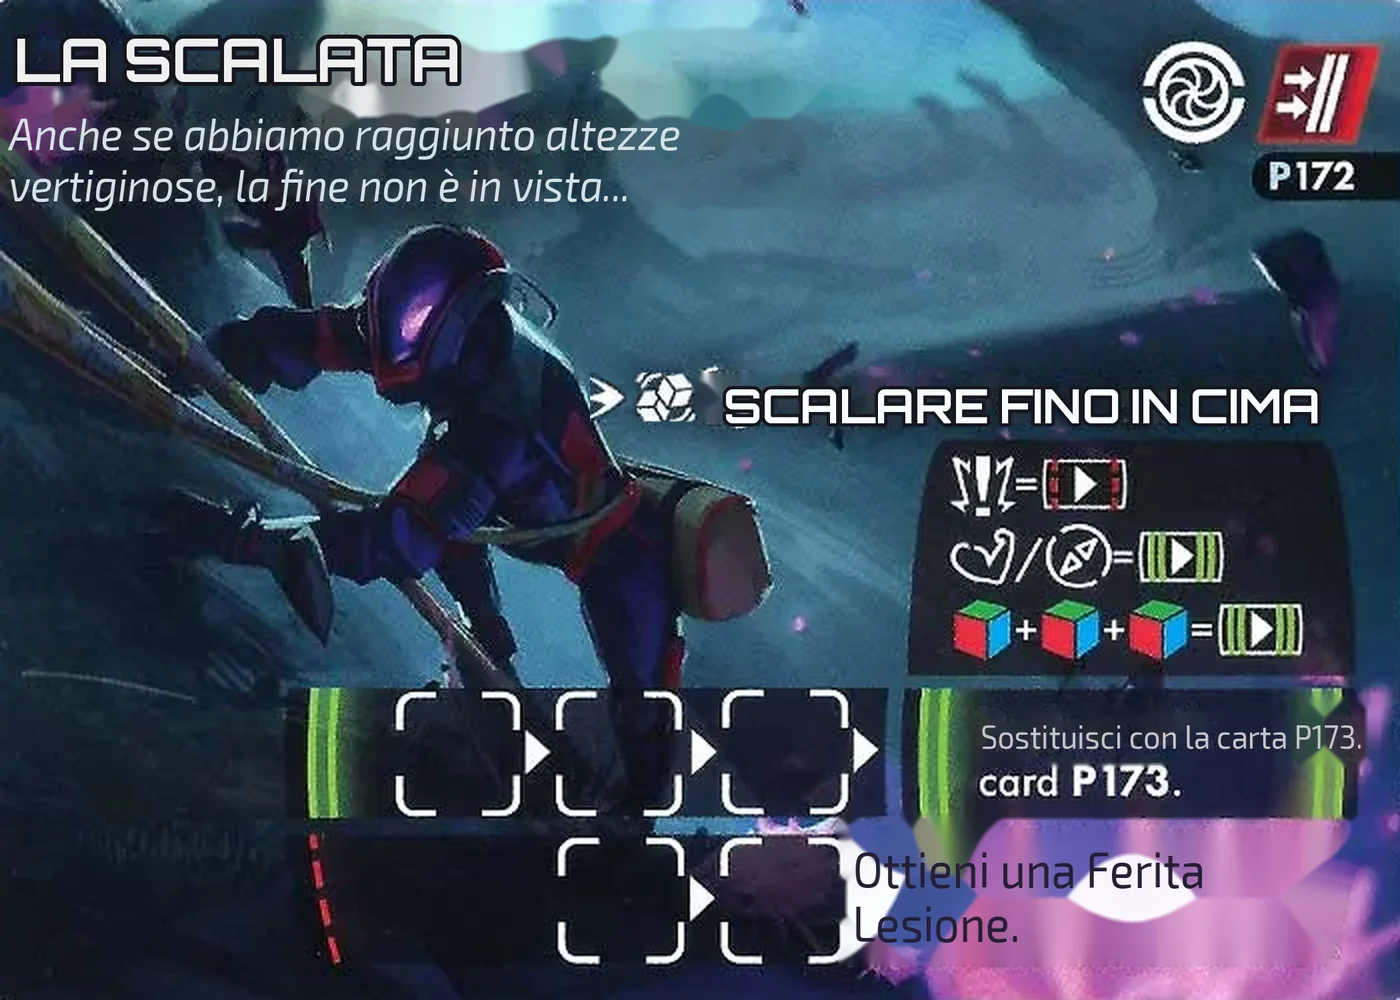 LA SCALATA
Anche se abbiamo raggiunto altezze
vertiginose, la fine non è in vista...
P172
SCALARE FINO IN CIMA
Sostituisci con la carta P173.
card P173.
Ottieni una Ferita
Lesione.